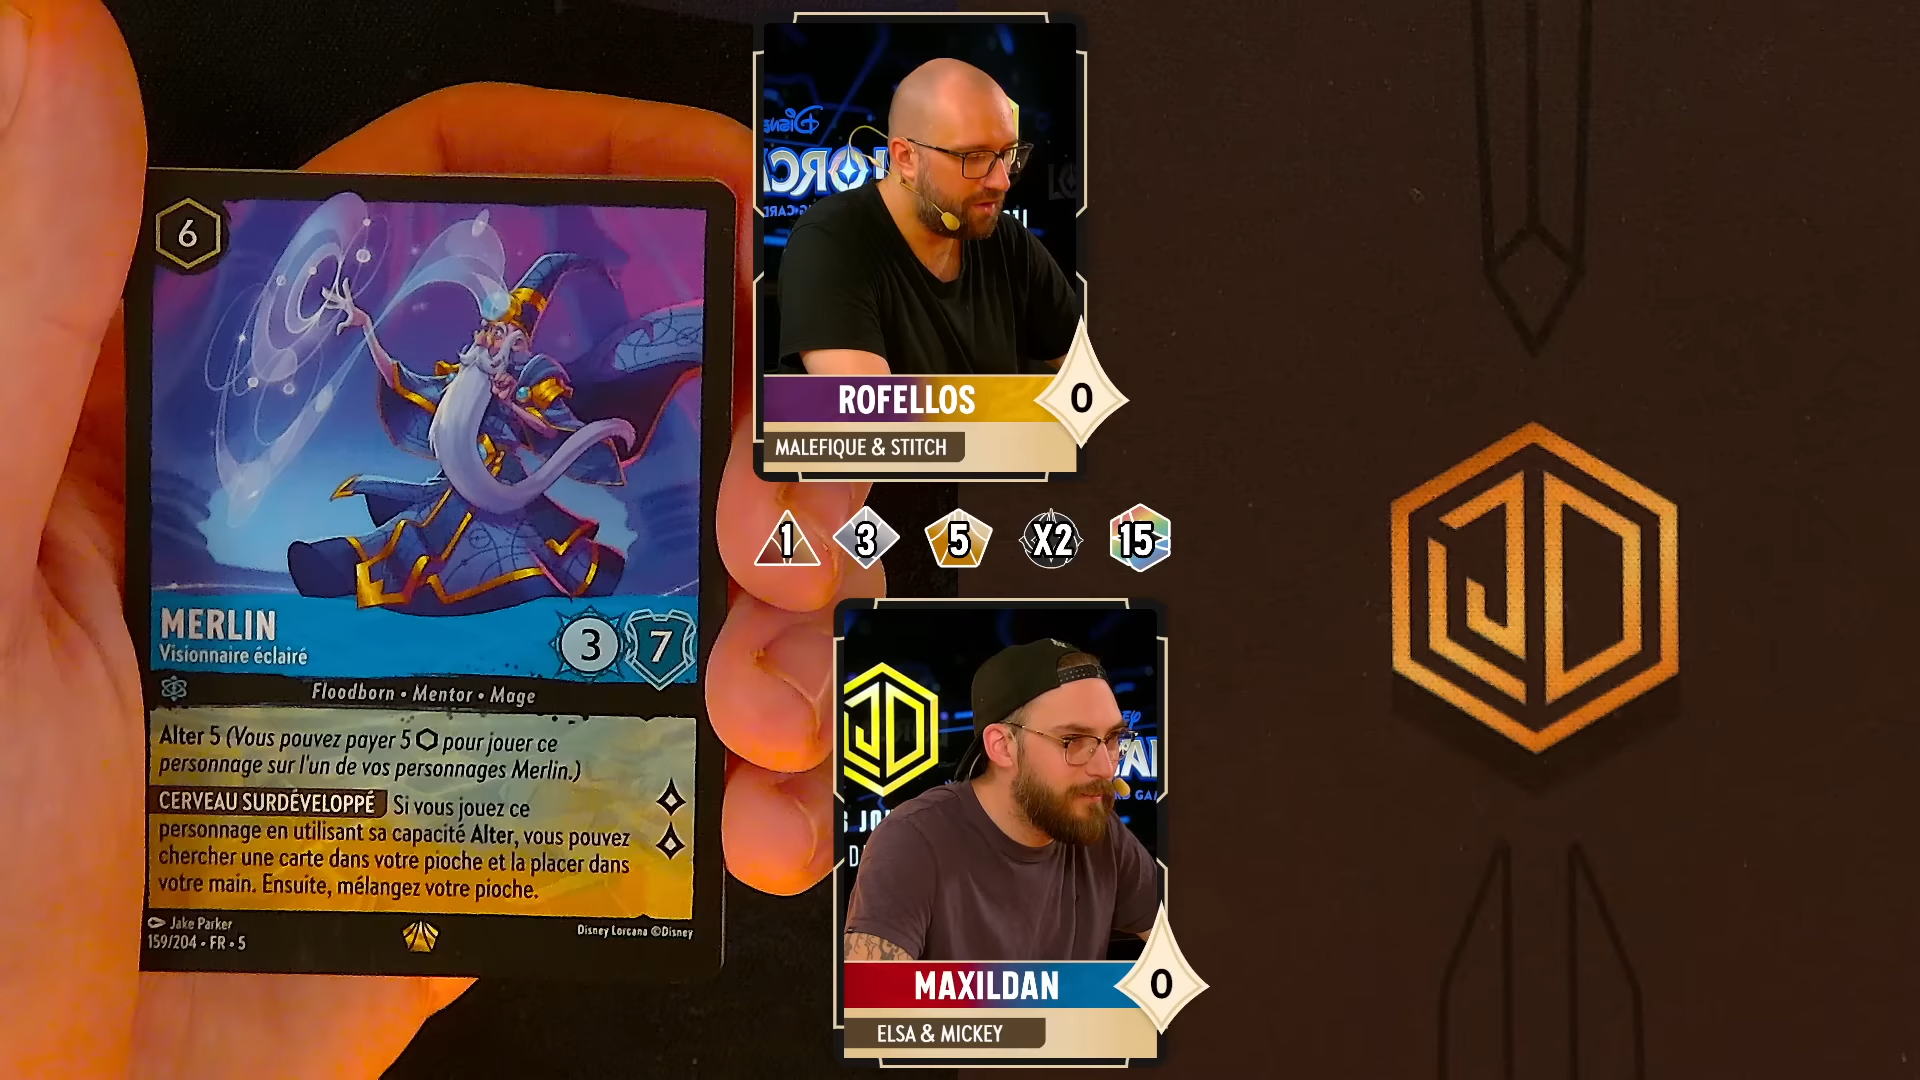 6
MERLIN
Visionnaire éclairé
3
7
Floodborn • Mentor • Mage
Alter 5 (Vous pouvez payer 5 pour jouer ce
personnage sur l'un de vos personnages Merlin.)
CERVEAU SURDÉVELOPPÉ Si vous jouez ce
personnage en utilisant sa capacité Alter, vous pouvez
chercher une carte dans votre pioche et la placer dans
votre main. Ensuite, mélangez votre pioche.
Jake Parker
159/204 • FR • 5
Disney Lorcana ©Disney
ROFELLOS
0
MALEFIQUE & STITCH
1
3
5
X2
15
MAXILDAN
0
ELSA & MICKEY
JD
JD